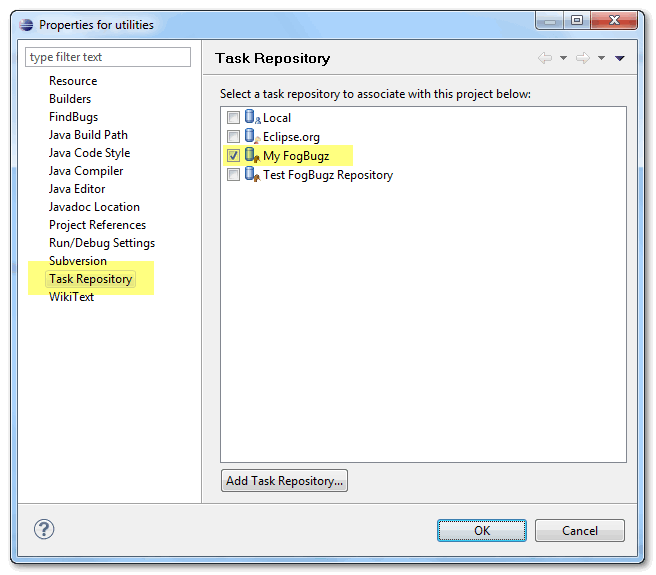 Properties for utilities
type filter text
Resource
Builders
FindBugs
Java Build Path
Java Code Style
Java Compiler
Java Editor
Javadoc Location
Project References
Run/Debug Settings
Subversion
Task Repository
WikiText
Task Repository
Select a task repository to associate with this project below:
Local
Eclipse.org
My FogBugz
Test FogBugz Repository
Add Task Repository...
OK
Cancel